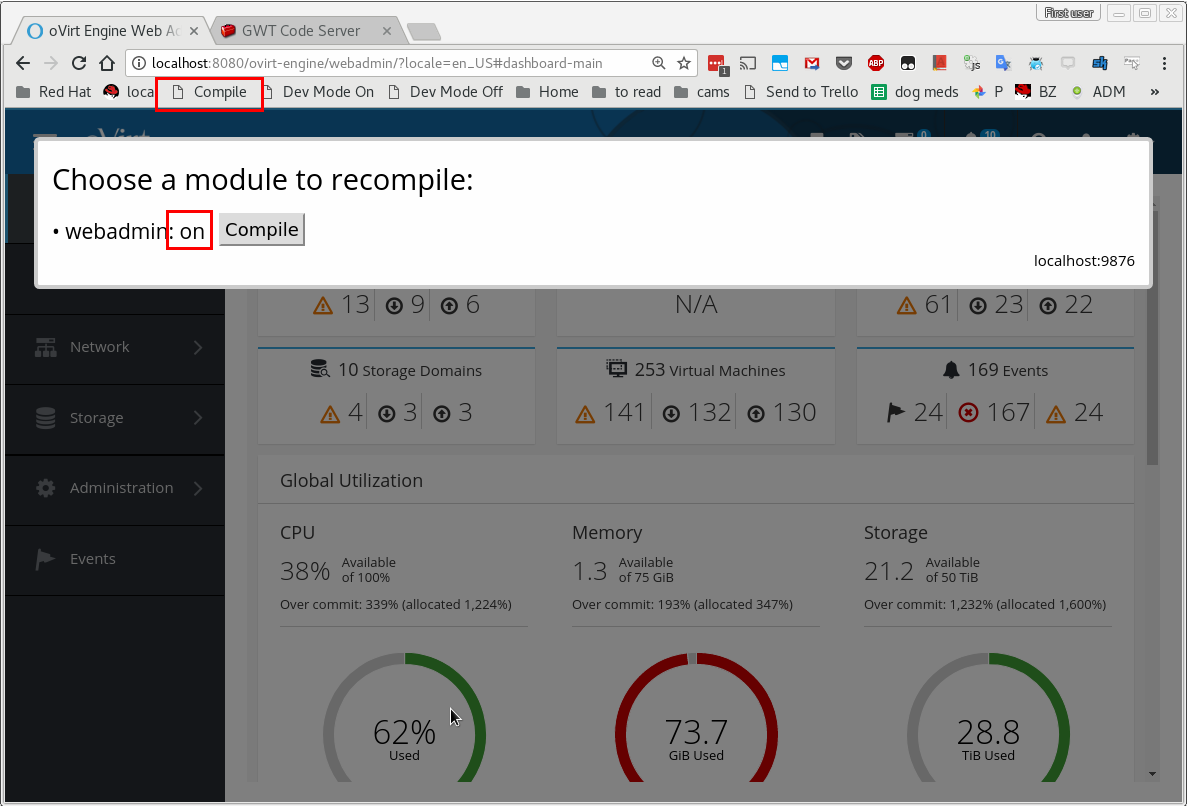 First user
oVirt Engine Web Ad
GWT Code Server
localhost:8080/ovirt-engine/webadmin/?locale=en_US#dashboard-main
1
ABP
js
Red Hat loca Compile Dev Mode On Dev Mode Off Home to read cams Send to Trello dog meds P BZ ADM »
0 10
Choose a module to recompile:
• webadmin: on Compile
localhost:9876
13 9 6
N/A
61 23 22
Network
Storage
Administration
Events
10 Storage Domains
4 3 3
253 Virtual Machines
141 132 130
169 Events
24 167 24
Global Utilization
CPU
38% Available
of 100%
Over commit: 339% (allocated 1,224%)
62%
Used
Memory
1.3 Available
of 75 GiB
Over commit: 193% (allocated 347%)
73.7
GiB Used
Storage
21.2 Available
of 50 TiB
Over commit: 1,232% (allocated 1,600%)
28.8
TiB Used